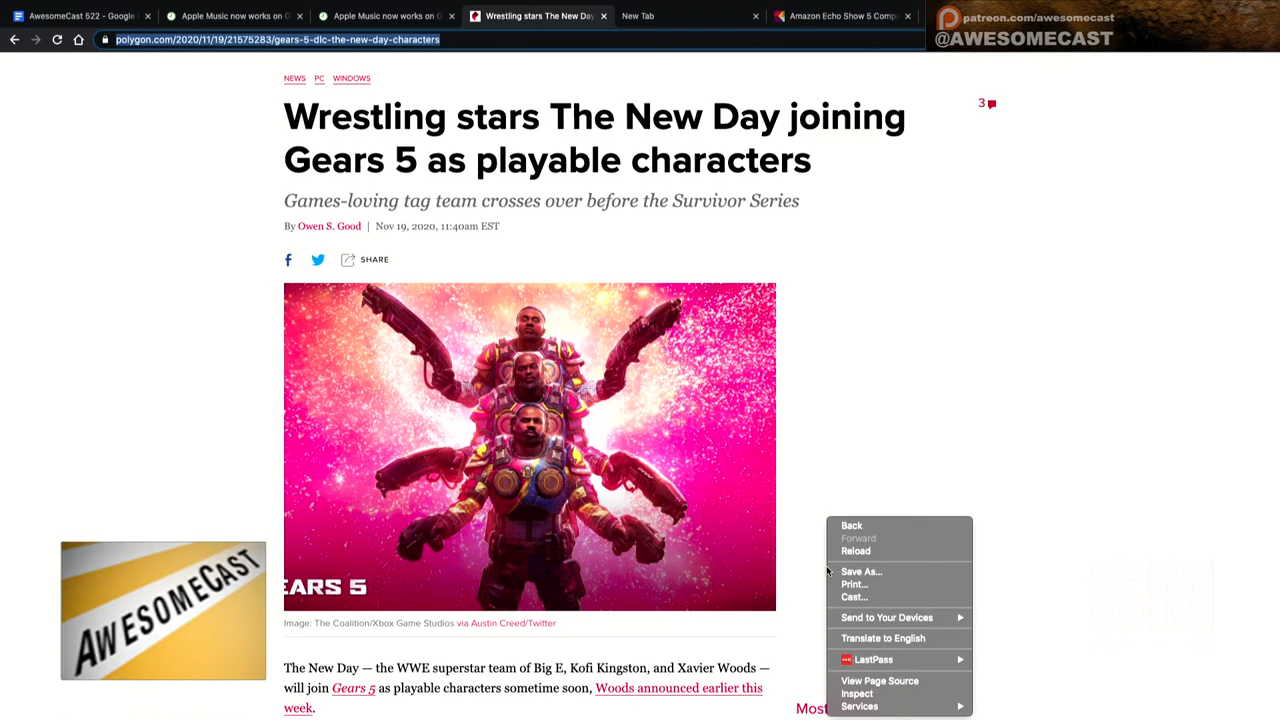 AwesomeCast 522 - Google
Apple Music now works on G
Apple Music now works on G
Wrestling stars The New Day
New Tab
Amazon Echo Show 5 Comp
patreon.com/awesomecast
@AWESOMECAST
polygon.com/2020/11/19/21575283/gears-5-dlc-the-new-day-characters
NEWS PC WINDOWS
Wrestling stars The New Day joining
Gears 5 as playable characters
3
Games-loving tag team crosses over before the Survivor Series
By Owen S. Good | Nov 19, 2020, 11:40am EST
SHARE
EARS 5
AWESOMECAST
Image: The Coalition/Xbox Game Studios via Austin Creed/Twitter
The New Day — the WWE superstar team of Big E, Kofi Kingston, and Xavier Woods —
will join Gears 5 as playable characters sometime soon, Woods announced earlier this
week.
Most
Back
Forward
Reload
Save As...
Print...
Cast...
Send to Your Devices
Translate to English
LastPass
View Page Source
Inspect
Services